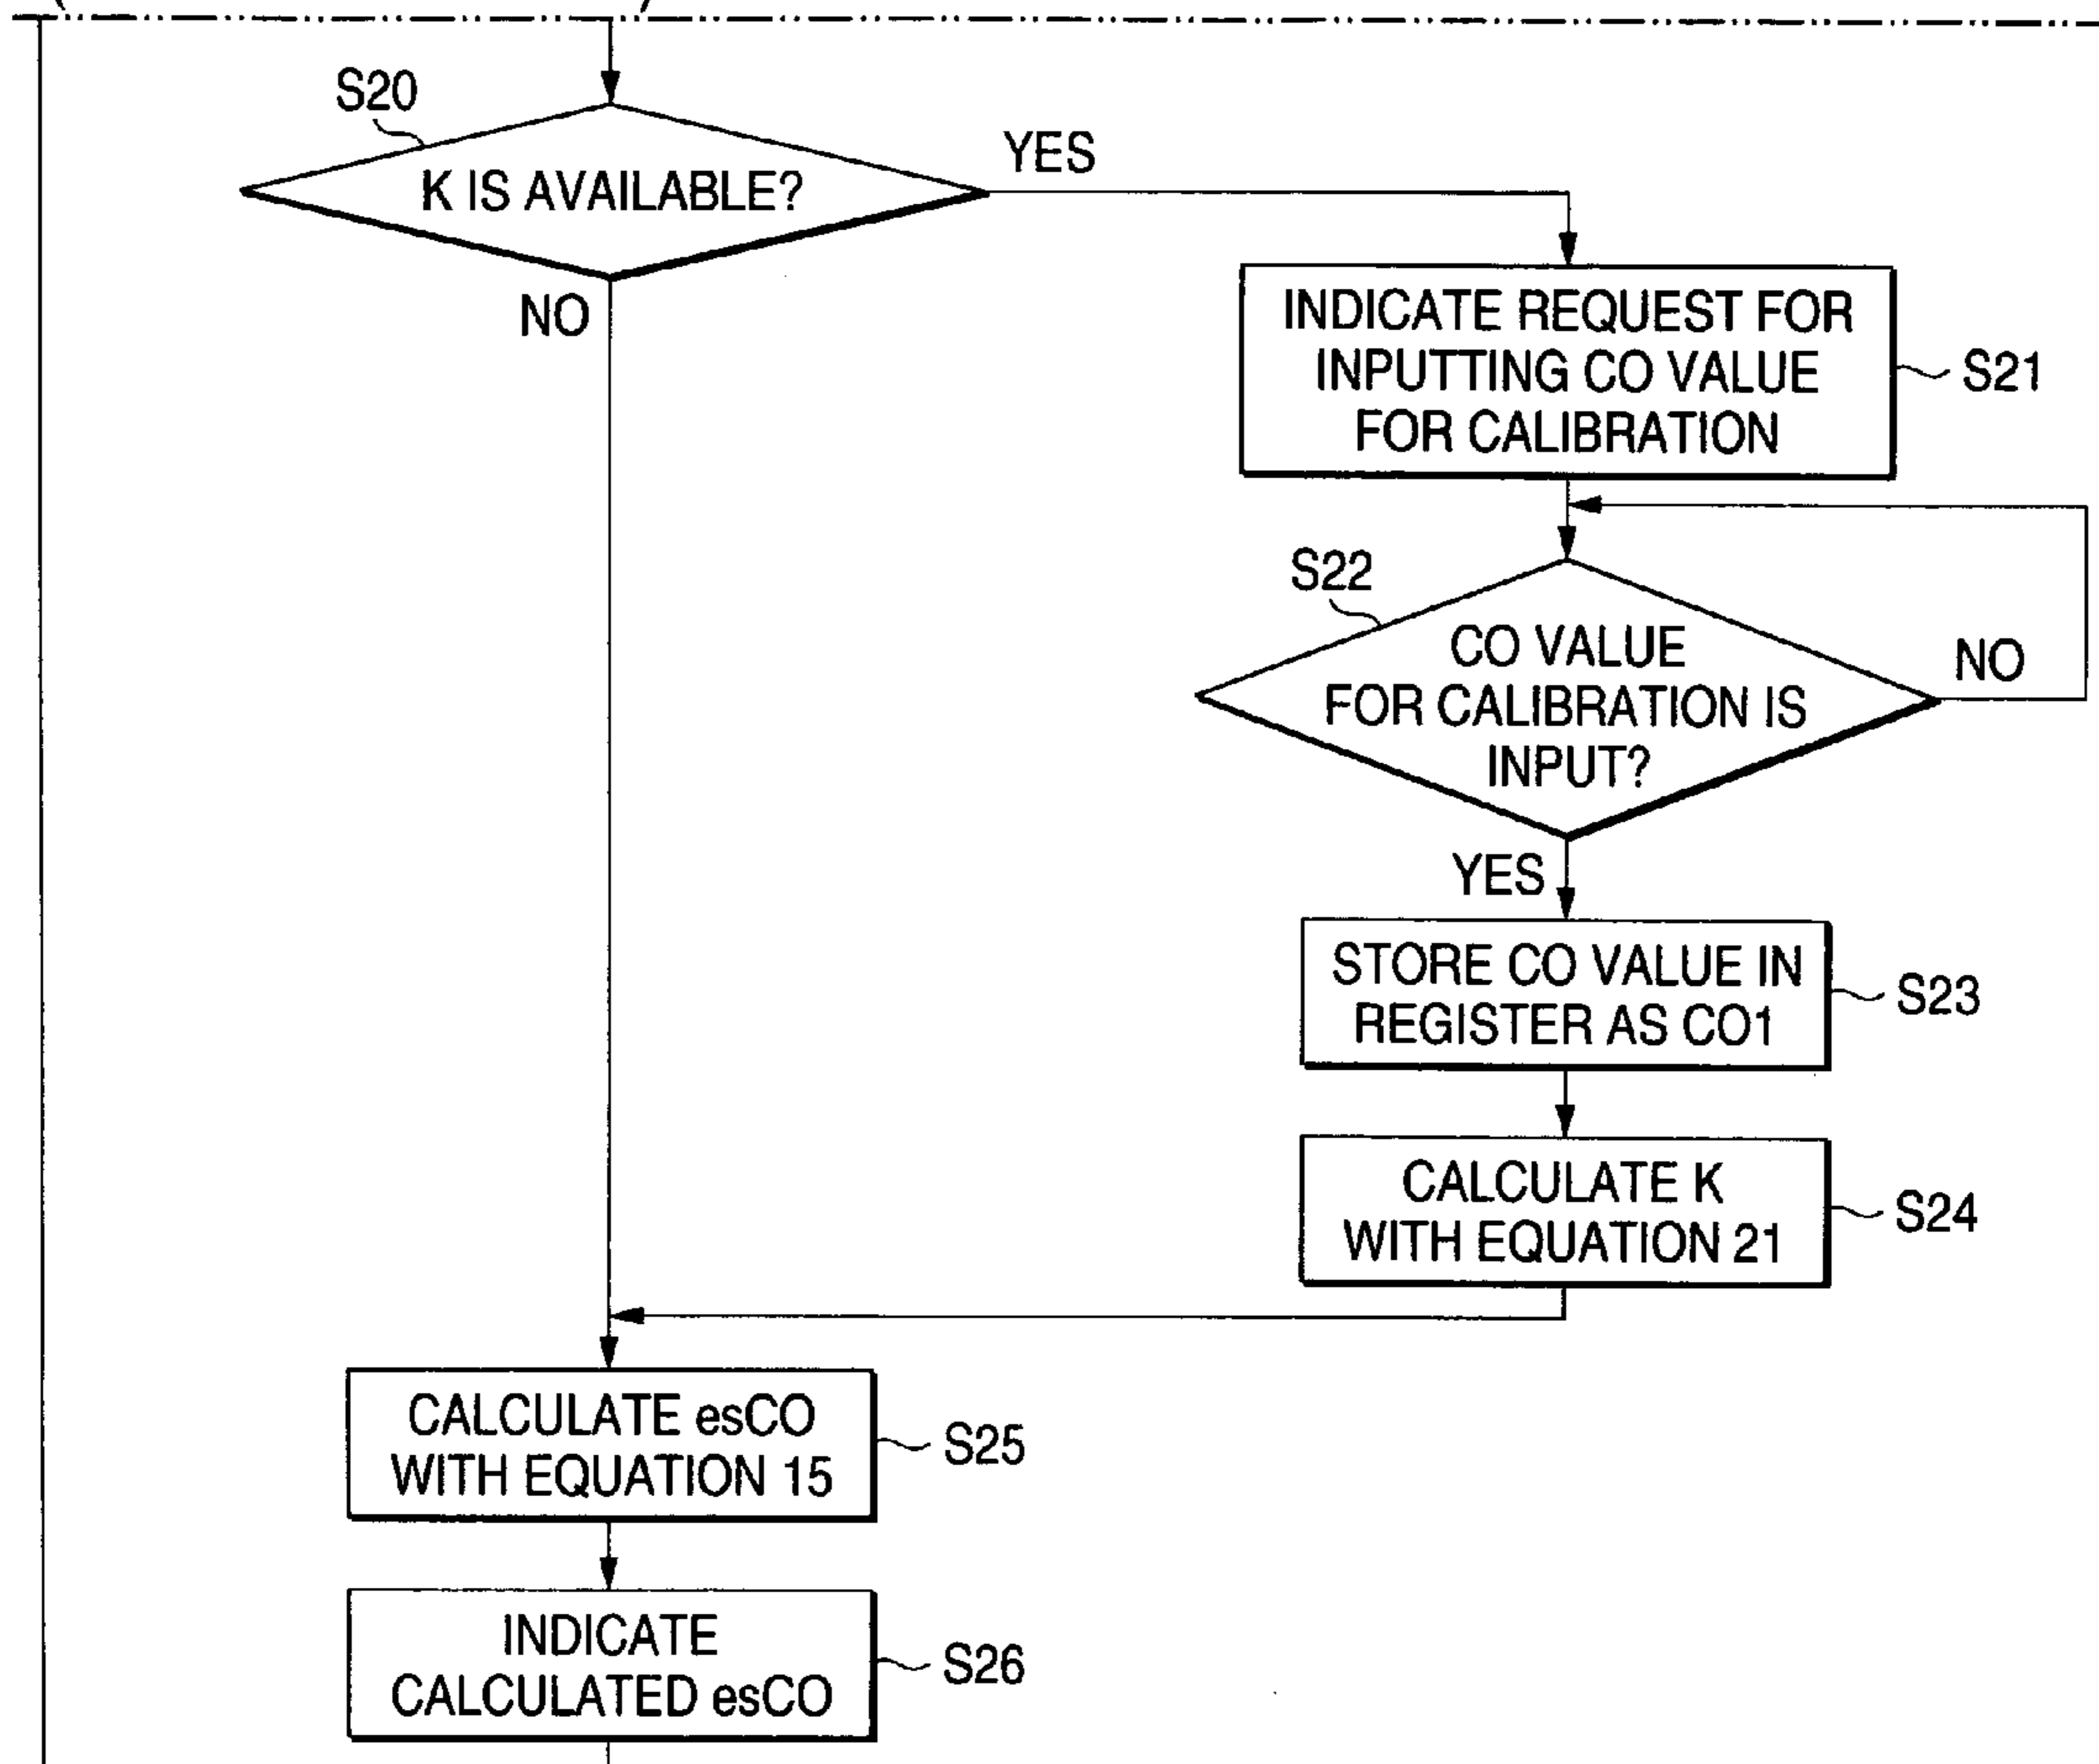 S20
K IS AVAILABLE?
YES
NO
INDICATE REQUEST FOR
INPUTTING CO VALUE
FOR CALIBRATION
S21
S22
CO VALUE
FOR CALIBRATION IS
INPUT?
NO
YES
STORE CO VALUE IN
REGISTER AS CO1
S23
CALCULATE K
WITH EQUATION 21
S24
CALCULATE esCO
WITH EQUATION 15
S25
INDICATE
CALCULATED esCO
S26